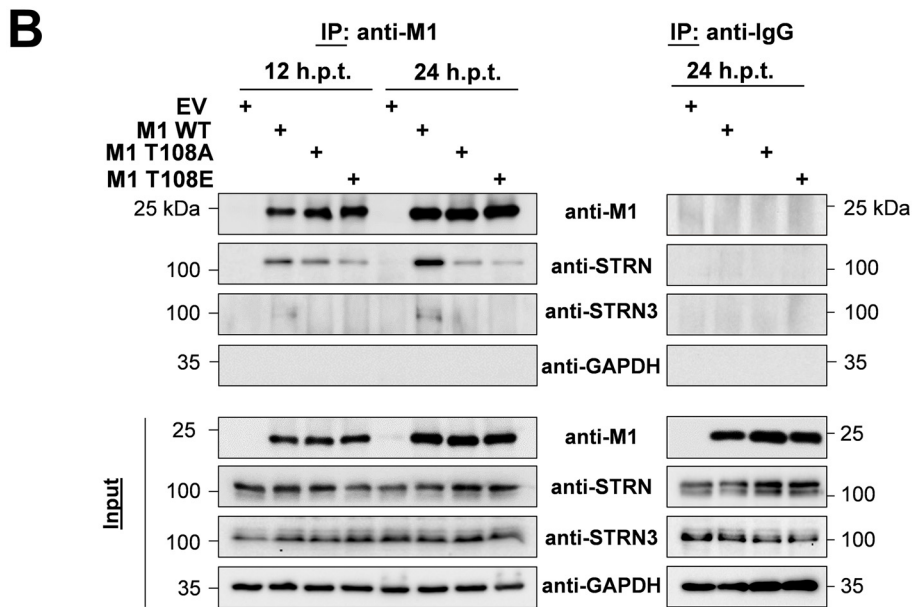 B
IP: anti-M1 IP: anti-IgG
12 h.p.t. 24 h.p.t. 24 h.p.t.
EV + + +
M1 WT + + +
M1 T108A + + +
M1 T108E + + +
25 kDa anti-M1 25 kDa
100 anti-STRN 100
100 anti-STRN3 100
35 anti-GAPDH 35
Input
25 anti-M1 25
100 anti-STRN 100
100 anti-STRN3 100
35 anti-GAPDH 35